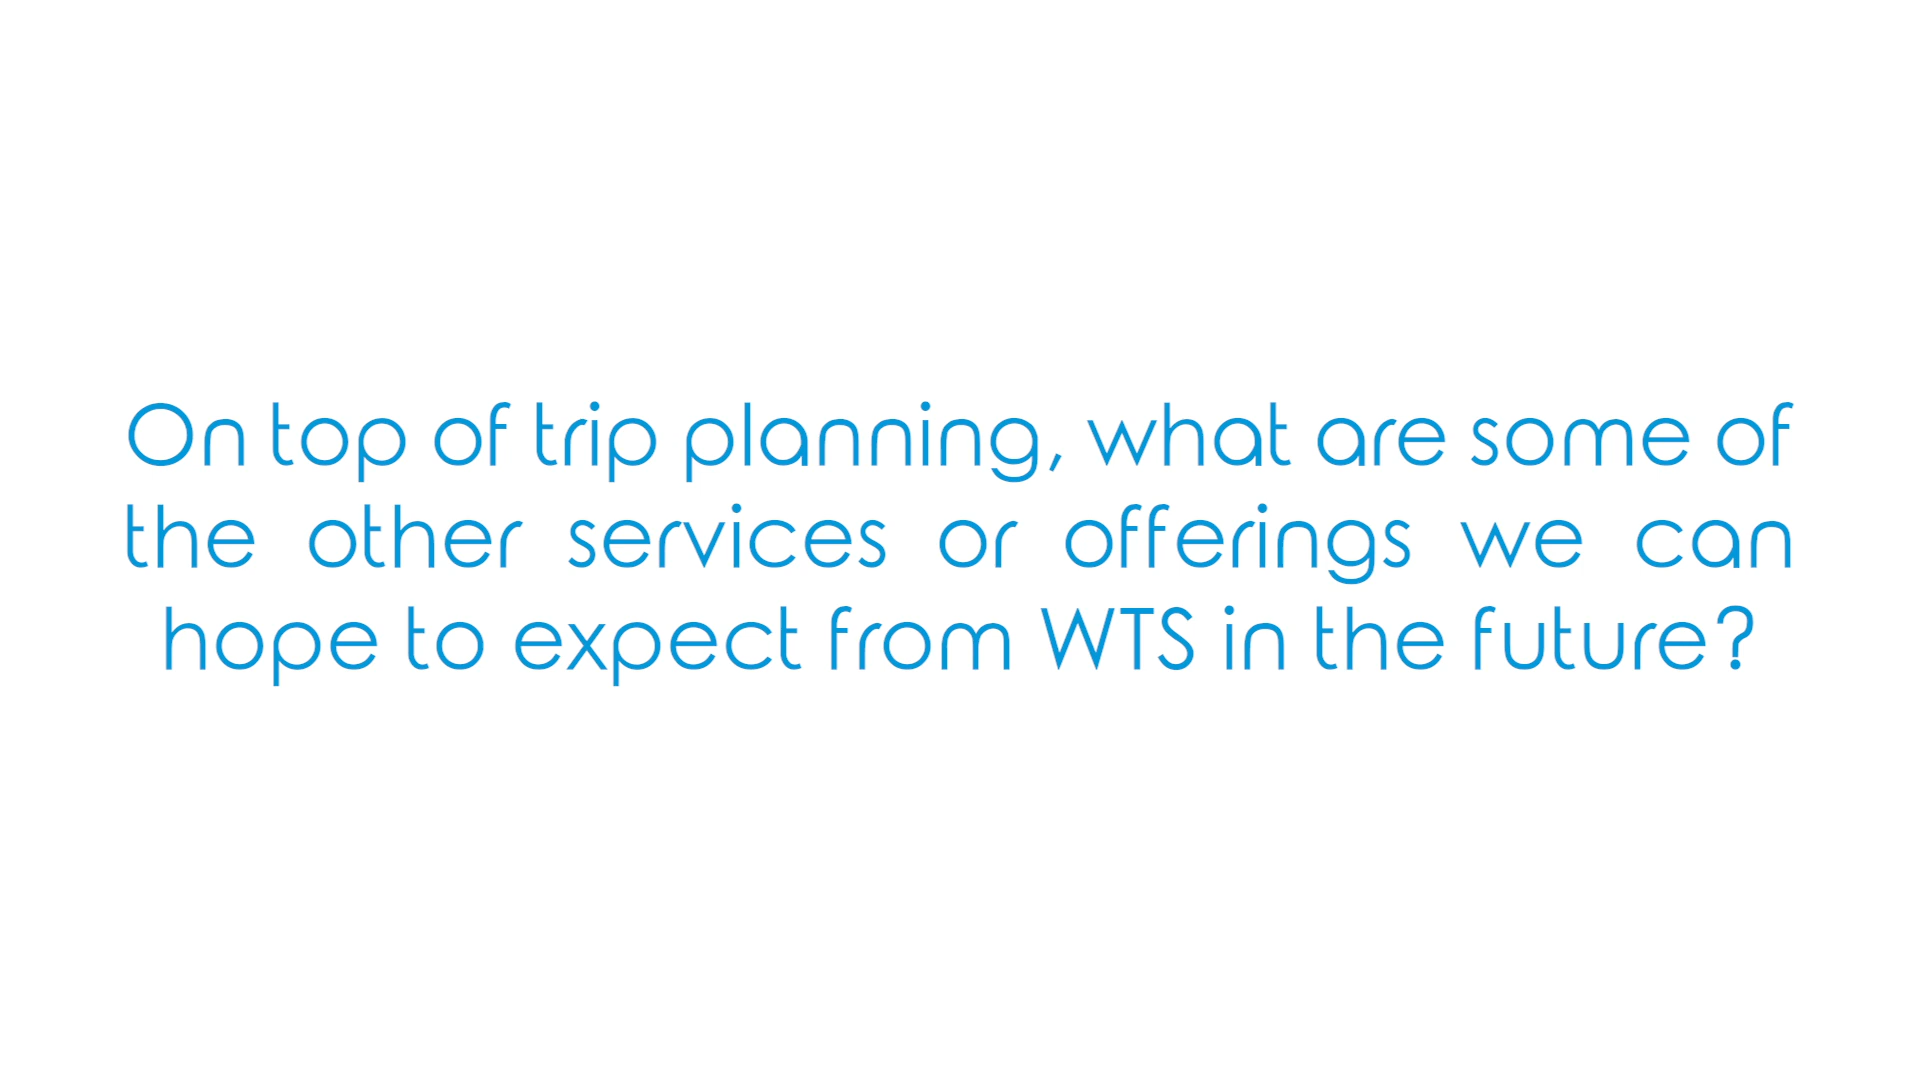 On top of trip planning, what are some of
the other services or offerings we can
hope to expect from WTS in the future?